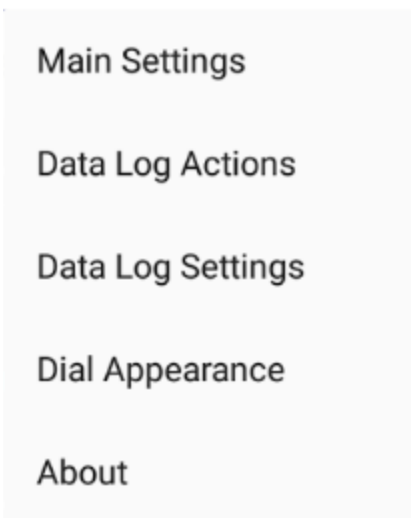 Main Settings
Data Log Actions
Data Log Settings
Dial Appearance
About